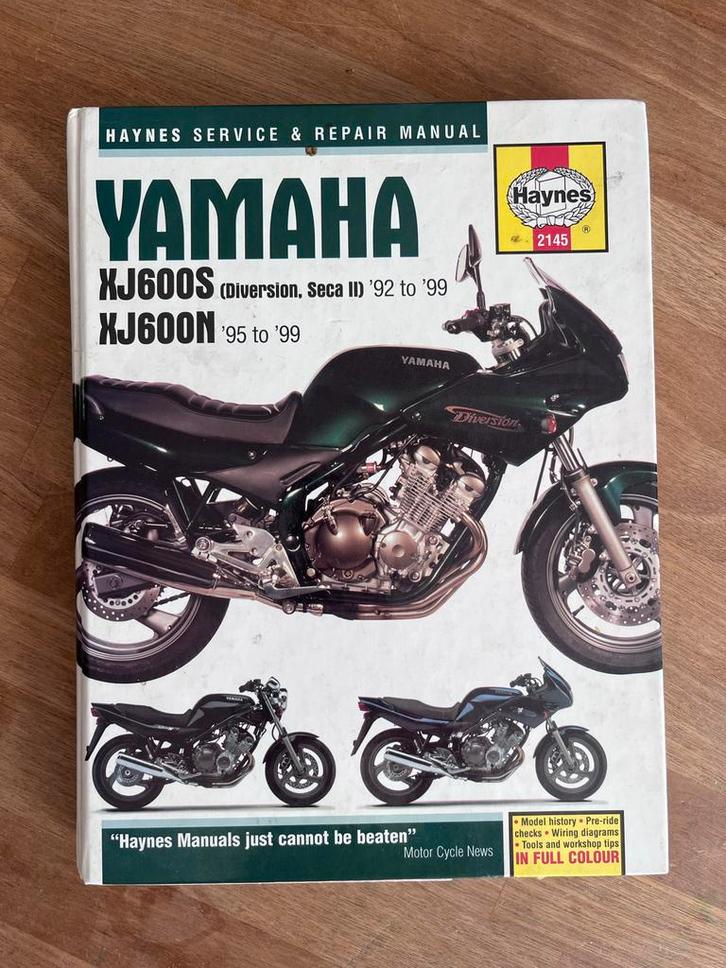 HAYNES SERVICE & REPAIR MANUAL
YAMAHA
Haynes
®
2145
XJ600S (Diversion, Seca II) '92 to '99
XJ600N '95 to '99
YAMAHA
Diversion
YAMAHA
"Haynes Manuals just cannot be beaten"
Motor Cycle News
• Model history • Pre-ride
checks • Wiring diagrams
• Tools and workshop tips
IN FULL COLOUR